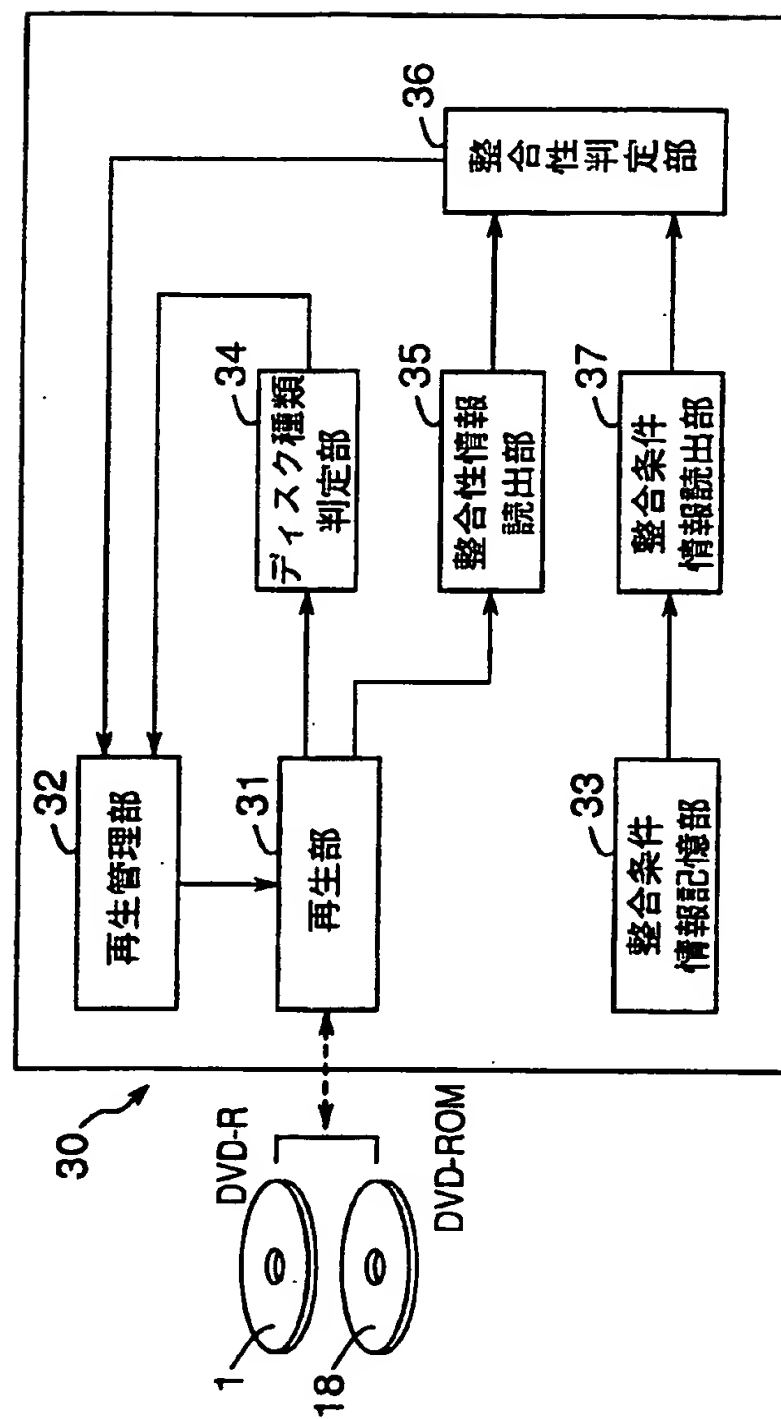 30
DVD-R
1
18
DVD-ROM
32
再生管理部
31
再生部
34
ディスク種類
判定部
35
整合性情報
読出部
36
整合性判定部
33
整合条件
情報記憶部
37
整合条件
情報読出部